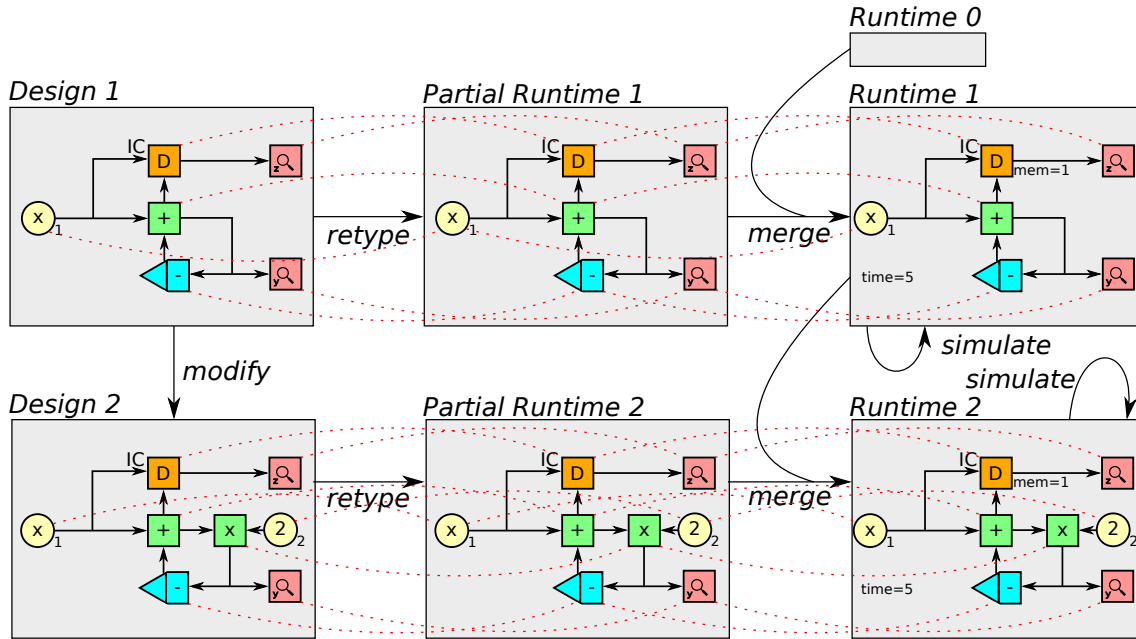 Runtime 0
Design 1
Partial Runtime 1
Runtime 1
IC D z
IC D z
IC D z
mem=1
x 1 +
x 1 +
x 1 +
retype
merge
- y
- y
time=5 - y
simulate
modify
simulate
Design 2
Partial Runtime 2
Runtime 2
IC D z
IC D z
IC D z
mem=1
retype
merge
x 1 + x 2 2
x 1 + x 2 2
x 1 + x 2 2
- y
- y
time=5 - y